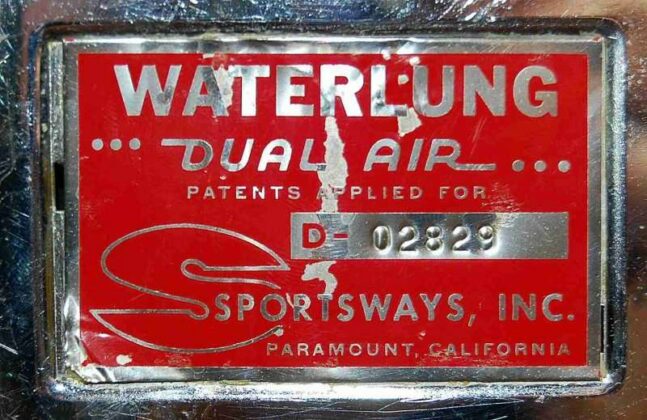 WATERLUNG
... DUAL AIR ...
PATENTS APPLIED FOR
D- 02829
SPORTSWAYS, INC.
PARAMOUNT, CALIFORNIA